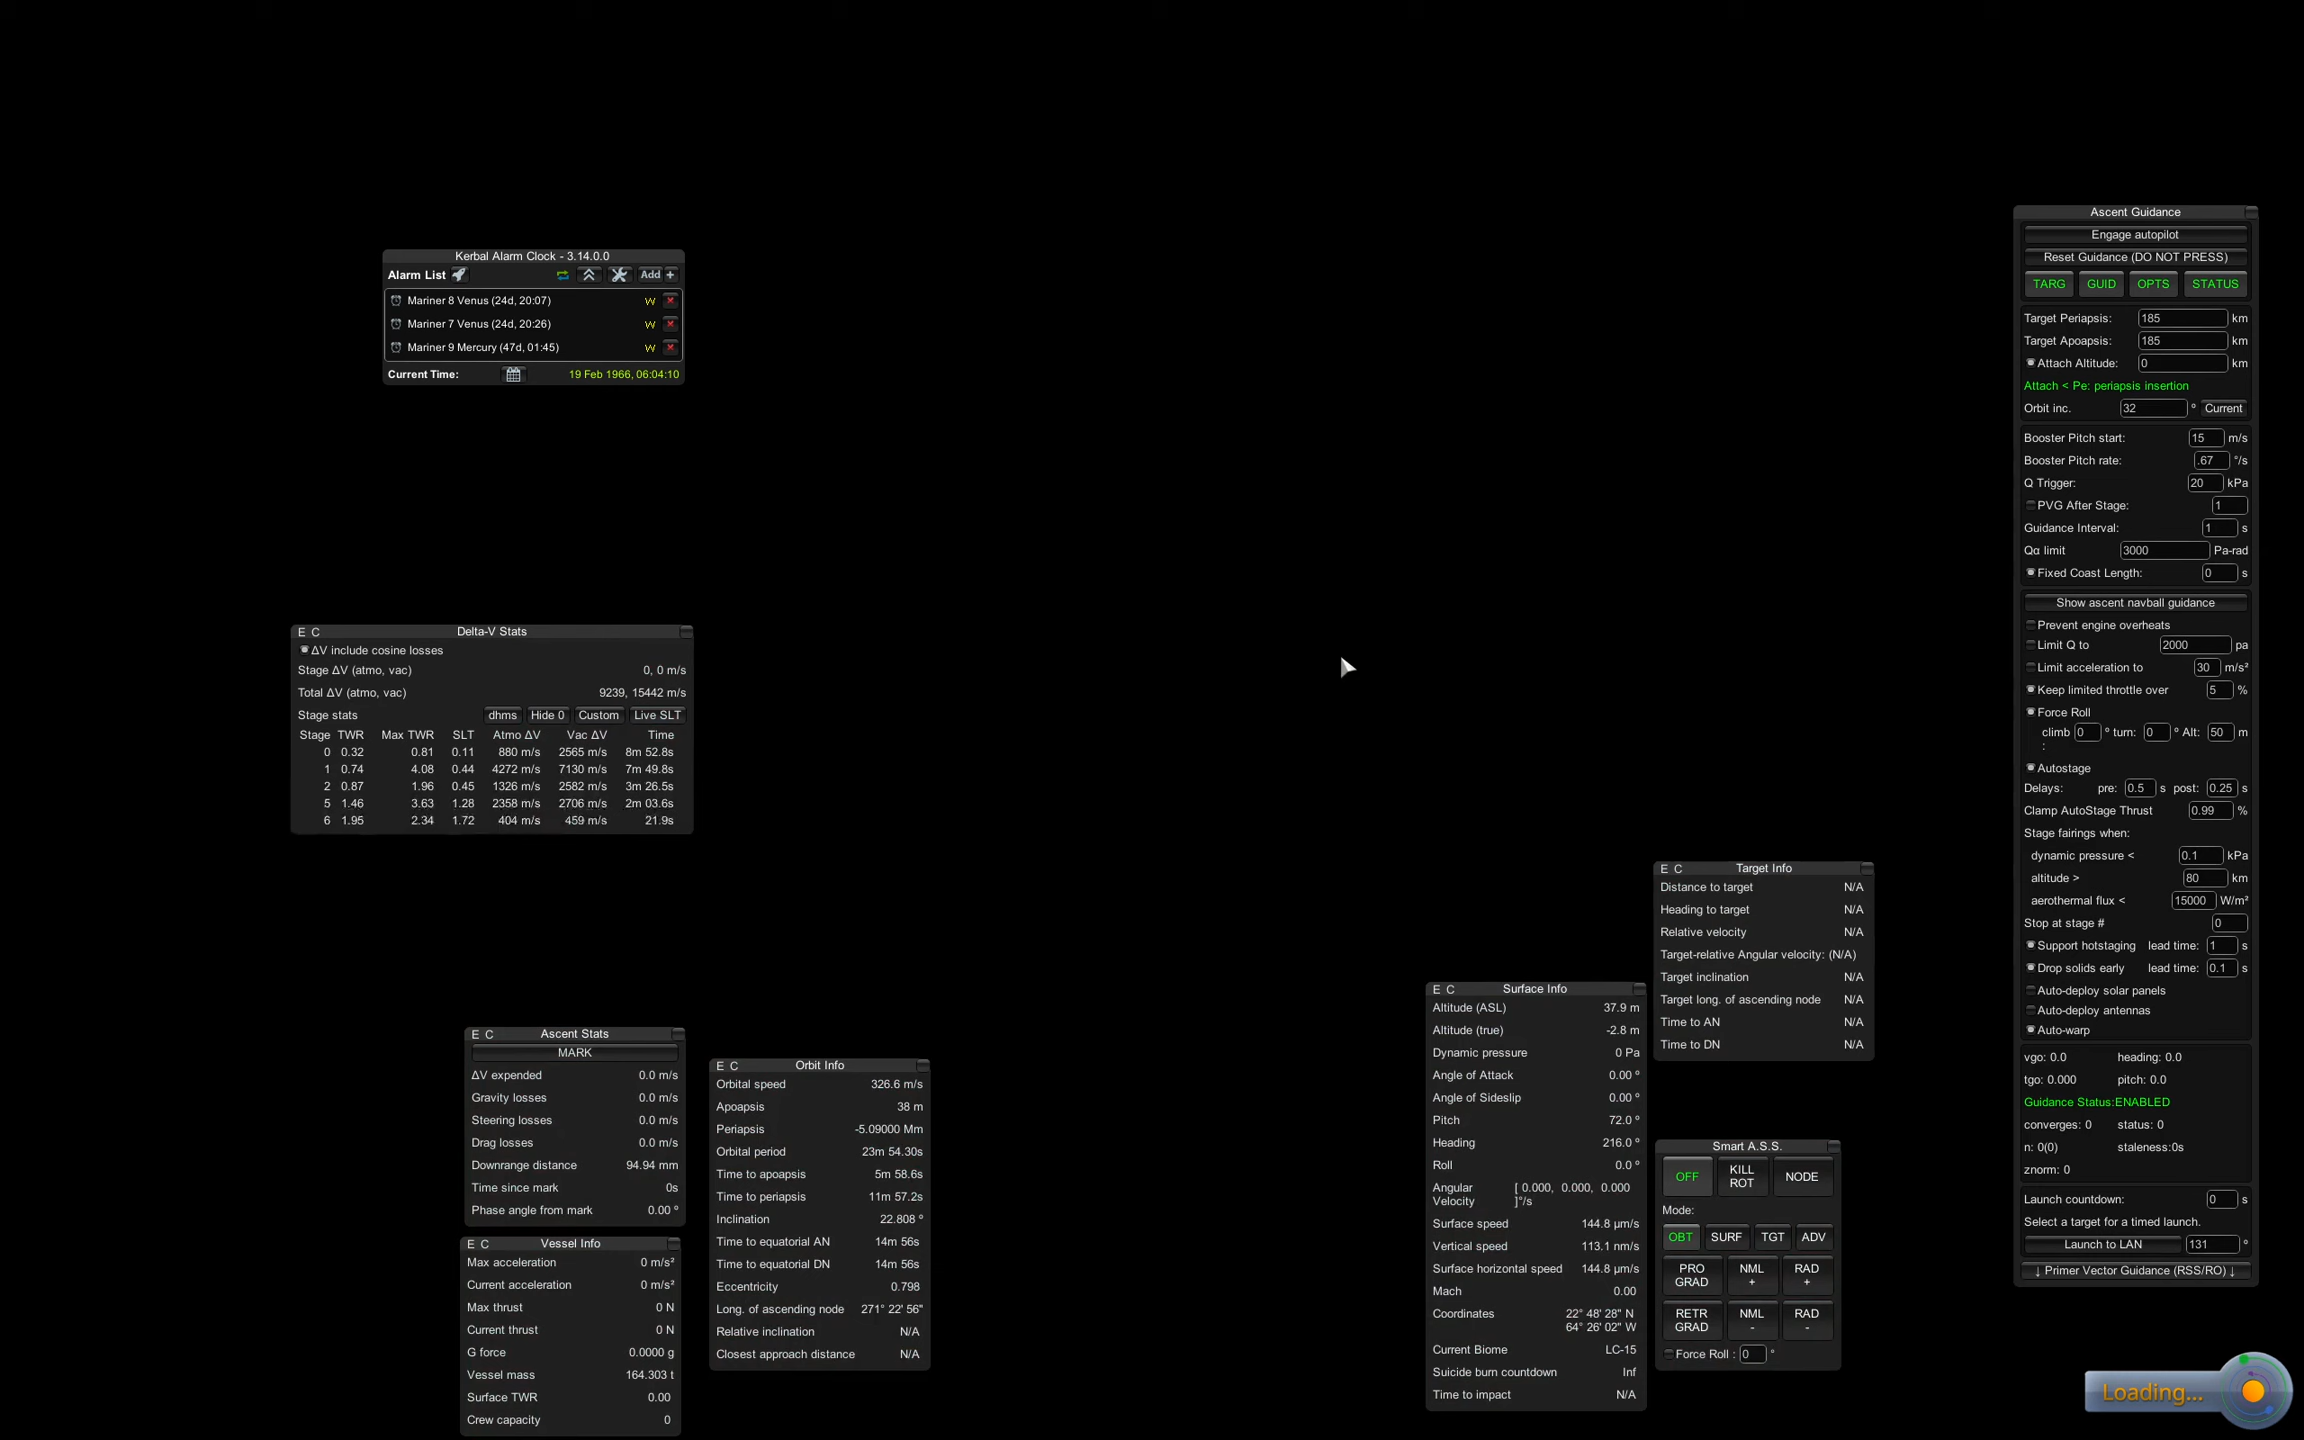 Kerbal Alarm Clock - 3.14.0.0
Alarm List Add +
Mariner 8 Venus (24d, 20:07) W
Mariner 7 Venus (24d, 20:26) W
Mariner 9 Mercury (47d, 01:45) W
Current Time: 19 Feb 1966, 06:04:10
E C Delta-V Stats
ΔV include cosine losses
Stage ΔV (atmo, vac) 0, 0 m/s
Total ΔV (atmo, vac) 9239, 15442 m/s
Stage stats dhms Hide 0 Custom Live SLT
Stage TWR Max TWR SLT Atmo ΔV Vac ΔV Time
0 0.32 0.81 0.11 880 m/s 2565 m/s 8m 52.8s
1 0.74 4.08 0.44 4272 m/s 7130 m/s 7m 49.8s
2 0.87 1.96 0.45 1326 m/s 2582 m/s 3m 26.5s
5 1.46 3.63 1.28 2358 m/s 2706 m/s 2m 03.6s
6 1.95 2.34 1.72 404 m/s 459 m/s 21.9s
E C Ascent Stats
MARK
ΔV expended 0.0 m/s
Gravity losses 0.0 m/s
Steering losses 0.0 m/s
Drag losses 0.0 m/s
Downrange distance 94.94 mm
Time since mark 0s
Phase angle from mark 0.00 º
E C Vessel Info
Max acceleration 0 m/s²
Current acceleration 0 m/s²
Max thrust 0 N
Current thrust 0 N
G force 0.0000 g
Vessel mass 164.303 t
Surface TWR 0.00
Crew capacity 0
E C Orbit Info
Orbital speed 326.6 m/s
Apoapsis 38 m
Periapsis -5.09000 Mm
Orbital period 23m 54.30s
Time to apoapsis 5m 58.6s
Time to periapsis 11m 57.2s
Inclination 22.808 º
Time to equatorial AN 14m 56s
Time to equatorial DN 14m 56s
Eccentricity 0.798
Long. of ascending node 271° 22' 56"
Relative inclination N/A
Closest approach distance N/A
E C Surface Info
Altitude (ASL) 37.9 m
Altitude (true) -2.8 m
Dynamic pressure 0 Pa
Angle of Attack 0.00 º
Angle of Sideslip 0.00 º
Pitch 72.0 º
Heading 216.0 º
Roll 0.0 º
Angular Velocity [ 0.000, 0.000, 0.000 ]°/s
Surface speed 144.8 μm/s
Vertical speed 113.1 nm/s
Surface horizontal speed 144.8 μm/s
Mach 0.00
Coordinates 22° 48' 28" N
64° 26' 02" W
Current Biome LC-15
Suicide burn countdown Inf
Time to impact N/A
E C Target Info
Distance to target N/A
Heading to target N/A
Relative velocity N/A
Target-relative Angular velocity: (N/A)
Target inclination N/A
Target long. of ascending node N/A
Time to AN N/A
Time to DN N/A
Smart A.S.S.
OFF KILL ROT NODE
Mode:
OBT SURF TGT ADV
PRO GRAD NML + RAD +
RETR GRAD NML - RAD -
Force Roll : 0 °
Ascent Guidance
Engage autopilot
Reset Guidance (DO NOT PRESS)
TARG GUID OPTS STATUS
Target Periapsis: 185 km
Target Apoapsis: 185 km
Attach Altitude: 0 km
Attach < Pe: periapsis insertion
Orbit inc. 32 º Current
Booster Pitch start: 15 m/s
Booster Pitch rate: .67 °/s
Q Trigger: 20 kPa
PVG After Stage: 1
Guidance Interval: 1 s
Qα limit 3000 Pa-rad
Fixed Coast Length: 0 s
Show ascent navball guidance
Prevent engine overheats
Limit Q to 2000 pa
Limit acceleration to 30 m/s²
Keep limited throttle over 5 %
Force Roll
climb : 0 º turn: 0 º Alt: 50 m
Autostage
Delays: pre: 0.5 s post: 0.25 s
Clamp AutoStage Thrust 0.99 %
Stage fairings when:
dynamic pressure < 0.1 kPa
altitude > 80 km
aerothermal flux < 15000 W/m²
Stop at stage # 0
Support hotstaging lead time: 1 s
Drop solids early lead time: 0.1 s
Auto-deploy solar panels
Auto-deploy antennas
Auto-warp
vgo: 0.0 heading: 0.0
tgo: 0.000 pitch: 0.0
Guidance Status:ENABLED
converges: 0 status: 0
n: 0(0) staleness:0s
znorm: 0
Launch countdown: 0 s
Select a target for a timed launch.
Launch to LAN 131 º
↓ Primer Vector Guidance (RSS/RO) ↓
Loading...